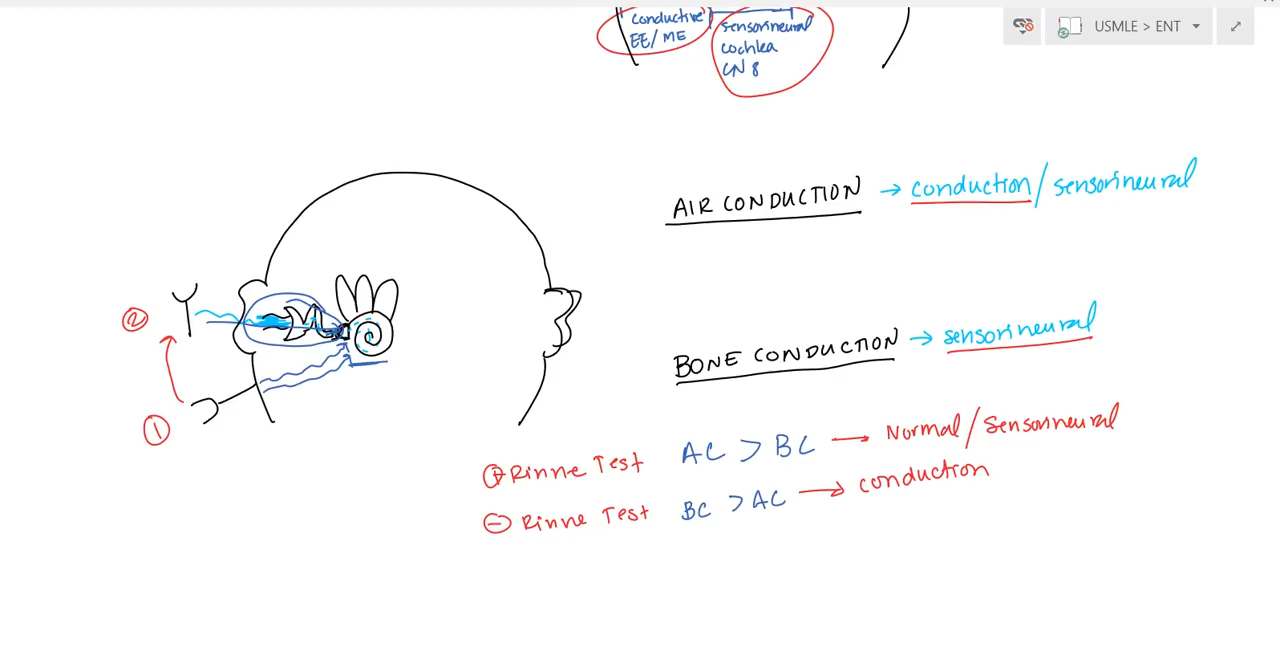 conductive
EE/ME
sensorineural
cochlea
CN 8
USMLE > ENT
AIR CONDUCTION → conduction/sensorineural
②
BONE CONDUCTION → sensorineural
①
⊕ Rinne Test AC > BC → Normal/Sensorineural
⊖ Rinne Test BC > AC → conduction